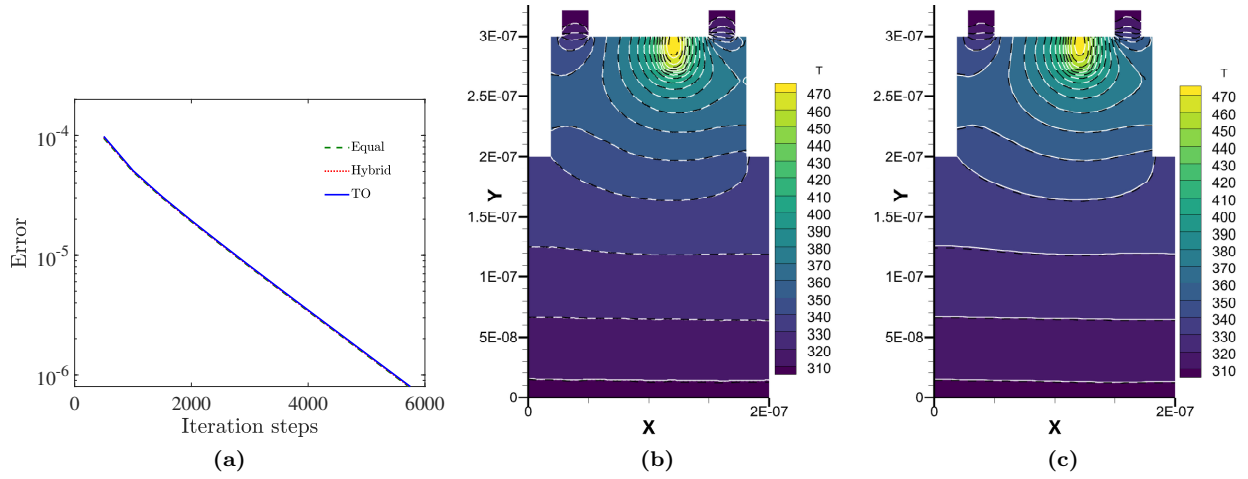 10^-4
10^-5
10^-6
Error
0 2000 4000 6000
Iteration steps
Equal
Hybrid
TO
(a)
3E-07
2.5E-07
2E-07
1.5E-07
1E-07
5E-08
0
Y
0 2E-07
X
T
470
460
450
440
430
420
410
400
390
380
370
360
350
340
330
320
310
(b)
3E-07
2.5E-07
2E-07
1.5E-07
1E-07
5E-08
0
Y
0 2E-07
X
T
470
460
450
440
430
420
410
400
390
380
370
360
350
340
330
320
310
(c)